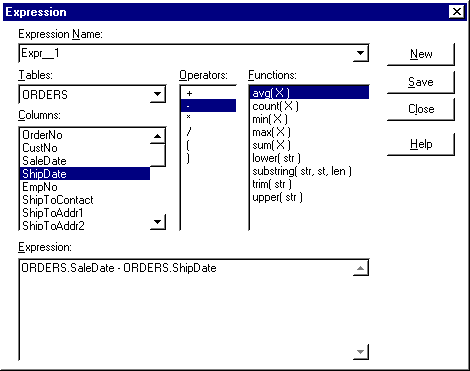 Expression
Expression Name:
Expr__1
New
Save
Close
Help
Tables:
ORDERS
Columns:
OrderNo
CustNo
SaleDate
ShipDate
EmpNo
ShipToContact
ShipToAddr1
ShipToAddr2
Operators:
+
-
*
/
(
)
Functions:
avg( X )
count( X )
min( X )
max( X )
sum( X )
lower( str )
substring( str, st, len )
trim( str )
upper( str )
Expression:
ORDERS.SaleDate - ORDERS.ShipDate